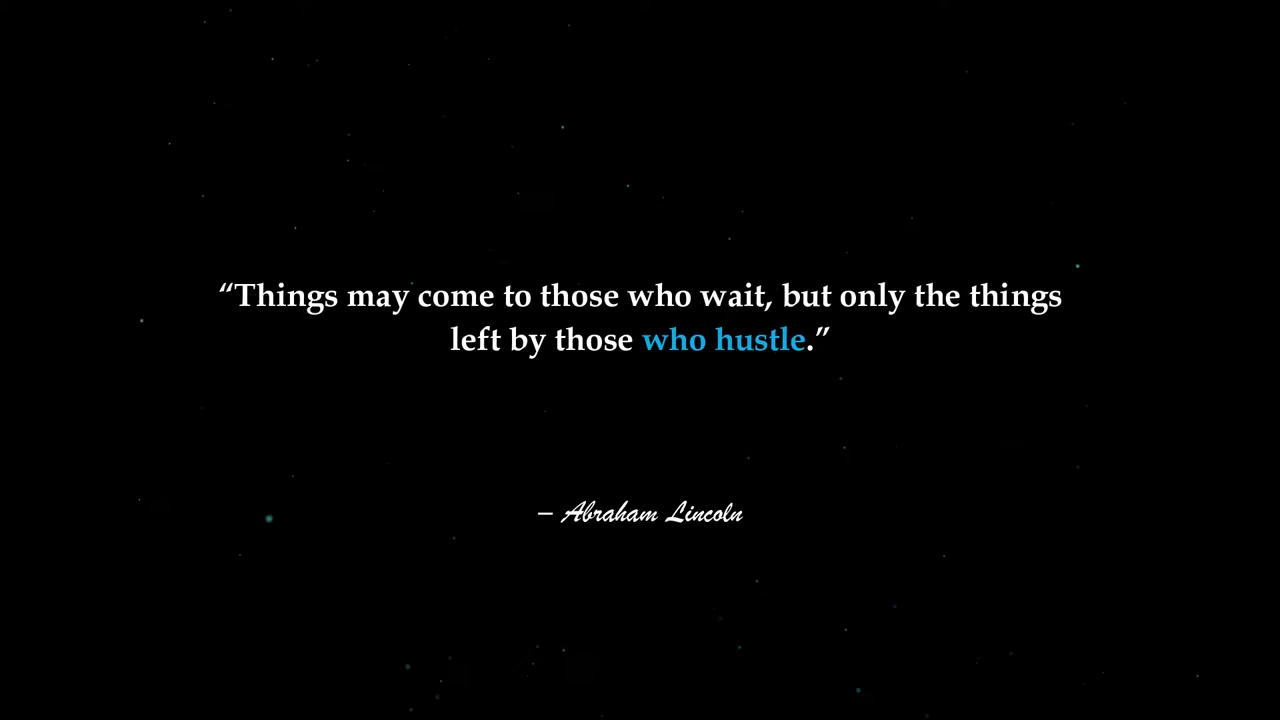 “Things may come to those who wait, but only the things
left by those who hustle.”
– Abraham Lincoln